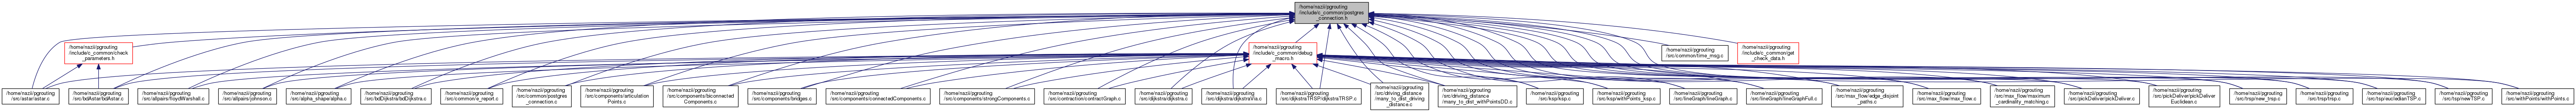 /home/nazii/pgrouting
/include/c_common/postgres
_connection.h
/home/nazii/pgrouting
/include/c_common/check
_parameters.h
/home/nazii/pgrouting
/include/c_common/debug
_macro.h
/home/nazii/pgrouting
/src/common/time_msg.c
/home/nazii/pgrouting
/include/c_common/get
_check_data.h
/home/nazii/pgrouting
/src/astar/astar.c
/home/nazii/pgrouting
/src/bdAstar/bdAstar.c
/home/nazii/pgrouting
/src/allpairs/floydWarshall.c
/home/nazii/pgrouting
/src/allpairs/johnson.c
/home/nazii/pgrouting
/src/alpha_shape/alpha.c
/home/nazii/pgrouting
/src/bdDijkstra/bdDijkstra.c
/home/nazii/pgrouting
/src/common/e_report.c
/home/nazii/pgrouting
/src/common/postgres
_connection.c
/home/nazii/pgrouting
/src/components/articulation
Points.c
/home/nazii/pgrouting
/src/components/biconnected
Components.c
/home/nazii/pgrouting
/src/components/bridges.c
/home/nazii/pgrouting
/src/components/connectedComponents.c
/home/nazii/pgrouting
/src/components/strongComponents.c
/home/nazii/pgrouting
/src/contraction/contractGraph.c
/home/nazii/pgrouting
/src/dijkstra/dijkstra.c
/home/nazii/pgrouting
/src/dijkstra/dijkstraVia.c
/home/nazii/pgrouting
/src/dijkstraTRSP/dijkstraTRSP.c
/home/nazii/pgrouting
/src/driving_distance
/many_to_dist_driving
_distance.c
/home/nazii/pgrouting
/src/driving_distance
/many_to_dist_withPointsDD.c
/home/nazii/pgrouting
/src/ksp/ksp.c
/home/nazii/pgrouting
/src/ksp/withPoints_ksp.c
/home/nazii/pgrouting
/src/lineGraph/lineGraph.c
/home/nazii/pgrouting
/src/lineGraph/lineGraphFull.c
/home/nazii/pgrouting
/src/max_flow/edge_disjoint
_paths.c
/home/nazii/pgrouting
/src/max_flow/max_flow.c
/home/nazii/pgrouting
/src/max_flow/maximum
_cardinality_matching.c
/home/nazii/pgrouting
/src/pickDeliver/pickDeliver.c
/home/nazii/pgrouting
/src/pickDeliver/pickDeliver
Euclidean.c
/home/nazii/pgrouting
/src/trsp/new_trsp.c
/home/nazii/pgrouting
/src/trsp/trsp.c
/home/nazii/pgrouting
/src/tsp/euclideanTSP.c
/home/nazii/pgrouting
/src/tsp/newTSP.c
/home/nazii/pgrouting
/src/withPoints/withPoints.c